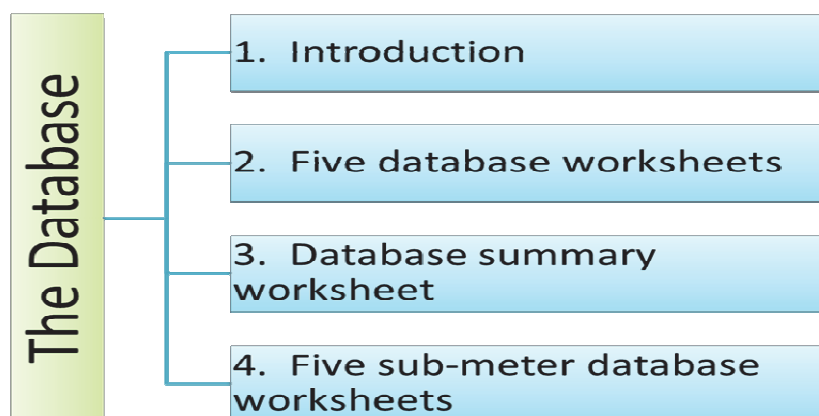 The Database
1. Introduction
2. Five database worksheets
3. Database summary
worksheet
4. Five sub-meter database
worksheets